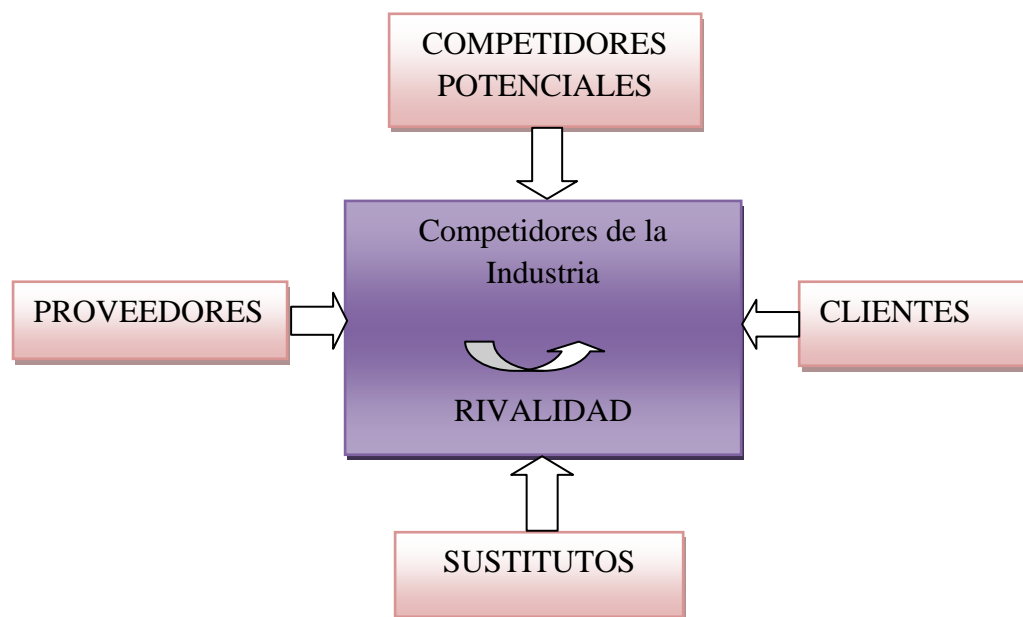 COMPETIDORES
POTENCIALES
Competidores de la
Industria
PROVEEDORES
CLIENTES
RIVALIDAD
SUSTITUTOS